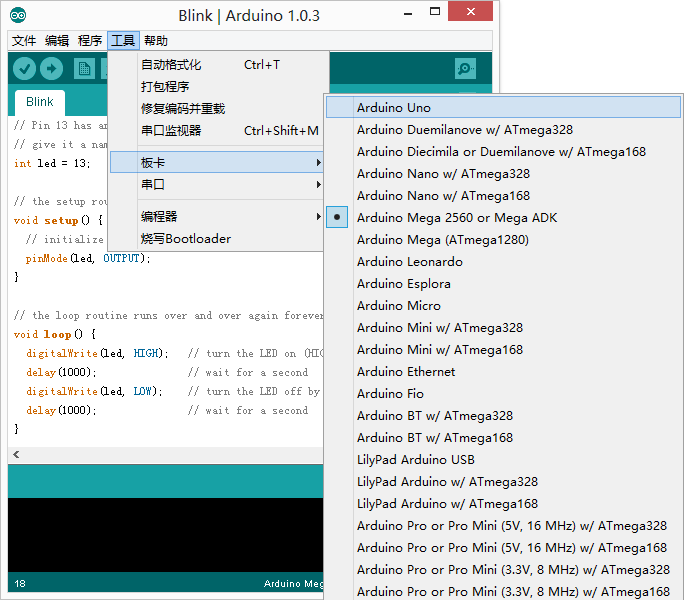 Blink | Arduino 1.0.3
文件 编辑 程序 工具 帮助
自动格式化 Ctrl+T
打包程序
修复编码并重载
串口监视器 Ctrl+Shift+M
板卡
串口
编程器
烧写Bootloader
Arduino Uno
Arduino Duemilanove w/ ATmega328
Arduino Diecimila or Duemilanove w/ ATmega168
Arduino Nano w/ ATmega328
Arduino Nano w/ ATmega168
Arduino Mega 2560 or Mega ADK
Arduino Mega (ATmega1280)
Arduino Leonardo
Arduino Esplora
Arduino Micro
Arduino Mini w/ ATmega328
Arduino Mini w/ ATmega168
Arduino Ethernet
Arduino Fio
Arduino BT w/ ATmega328
Arduino BT w/ ATmega168
LilyPad Arduino USB
LilyPad Arduino w/ ATmega328
LilyPad Arduino w/ ATmega168
Arduino Pro or Pro Mini (5V, 16 MHz) w/ ATmega328
Arduino Pro or Pro Mini (5V, 16 MHz) w/ ATmega168
Arduino Pro or Pro Mini (3.3V, 8 MHz) w/ ATmega328
Arduino Pro or Pro Mini (3.3V, 8 MHz) w/ ATmega168
Blink
// Pin 13 has an
// give it a nam
int led = 13;
// the setup rou
void setup() {
// initialize
pinMode(led, OUTPUT);
}
// the loop routine runs over and over again forever
void loop() {
digitalWrite(led, HIGH); // turn the LED on (HIG
delay(1000); // wait for a second
digitalWrite(led, LOW); // turn the LED off by
delay(1000); // wait for a second
}
18 Arduino Meg